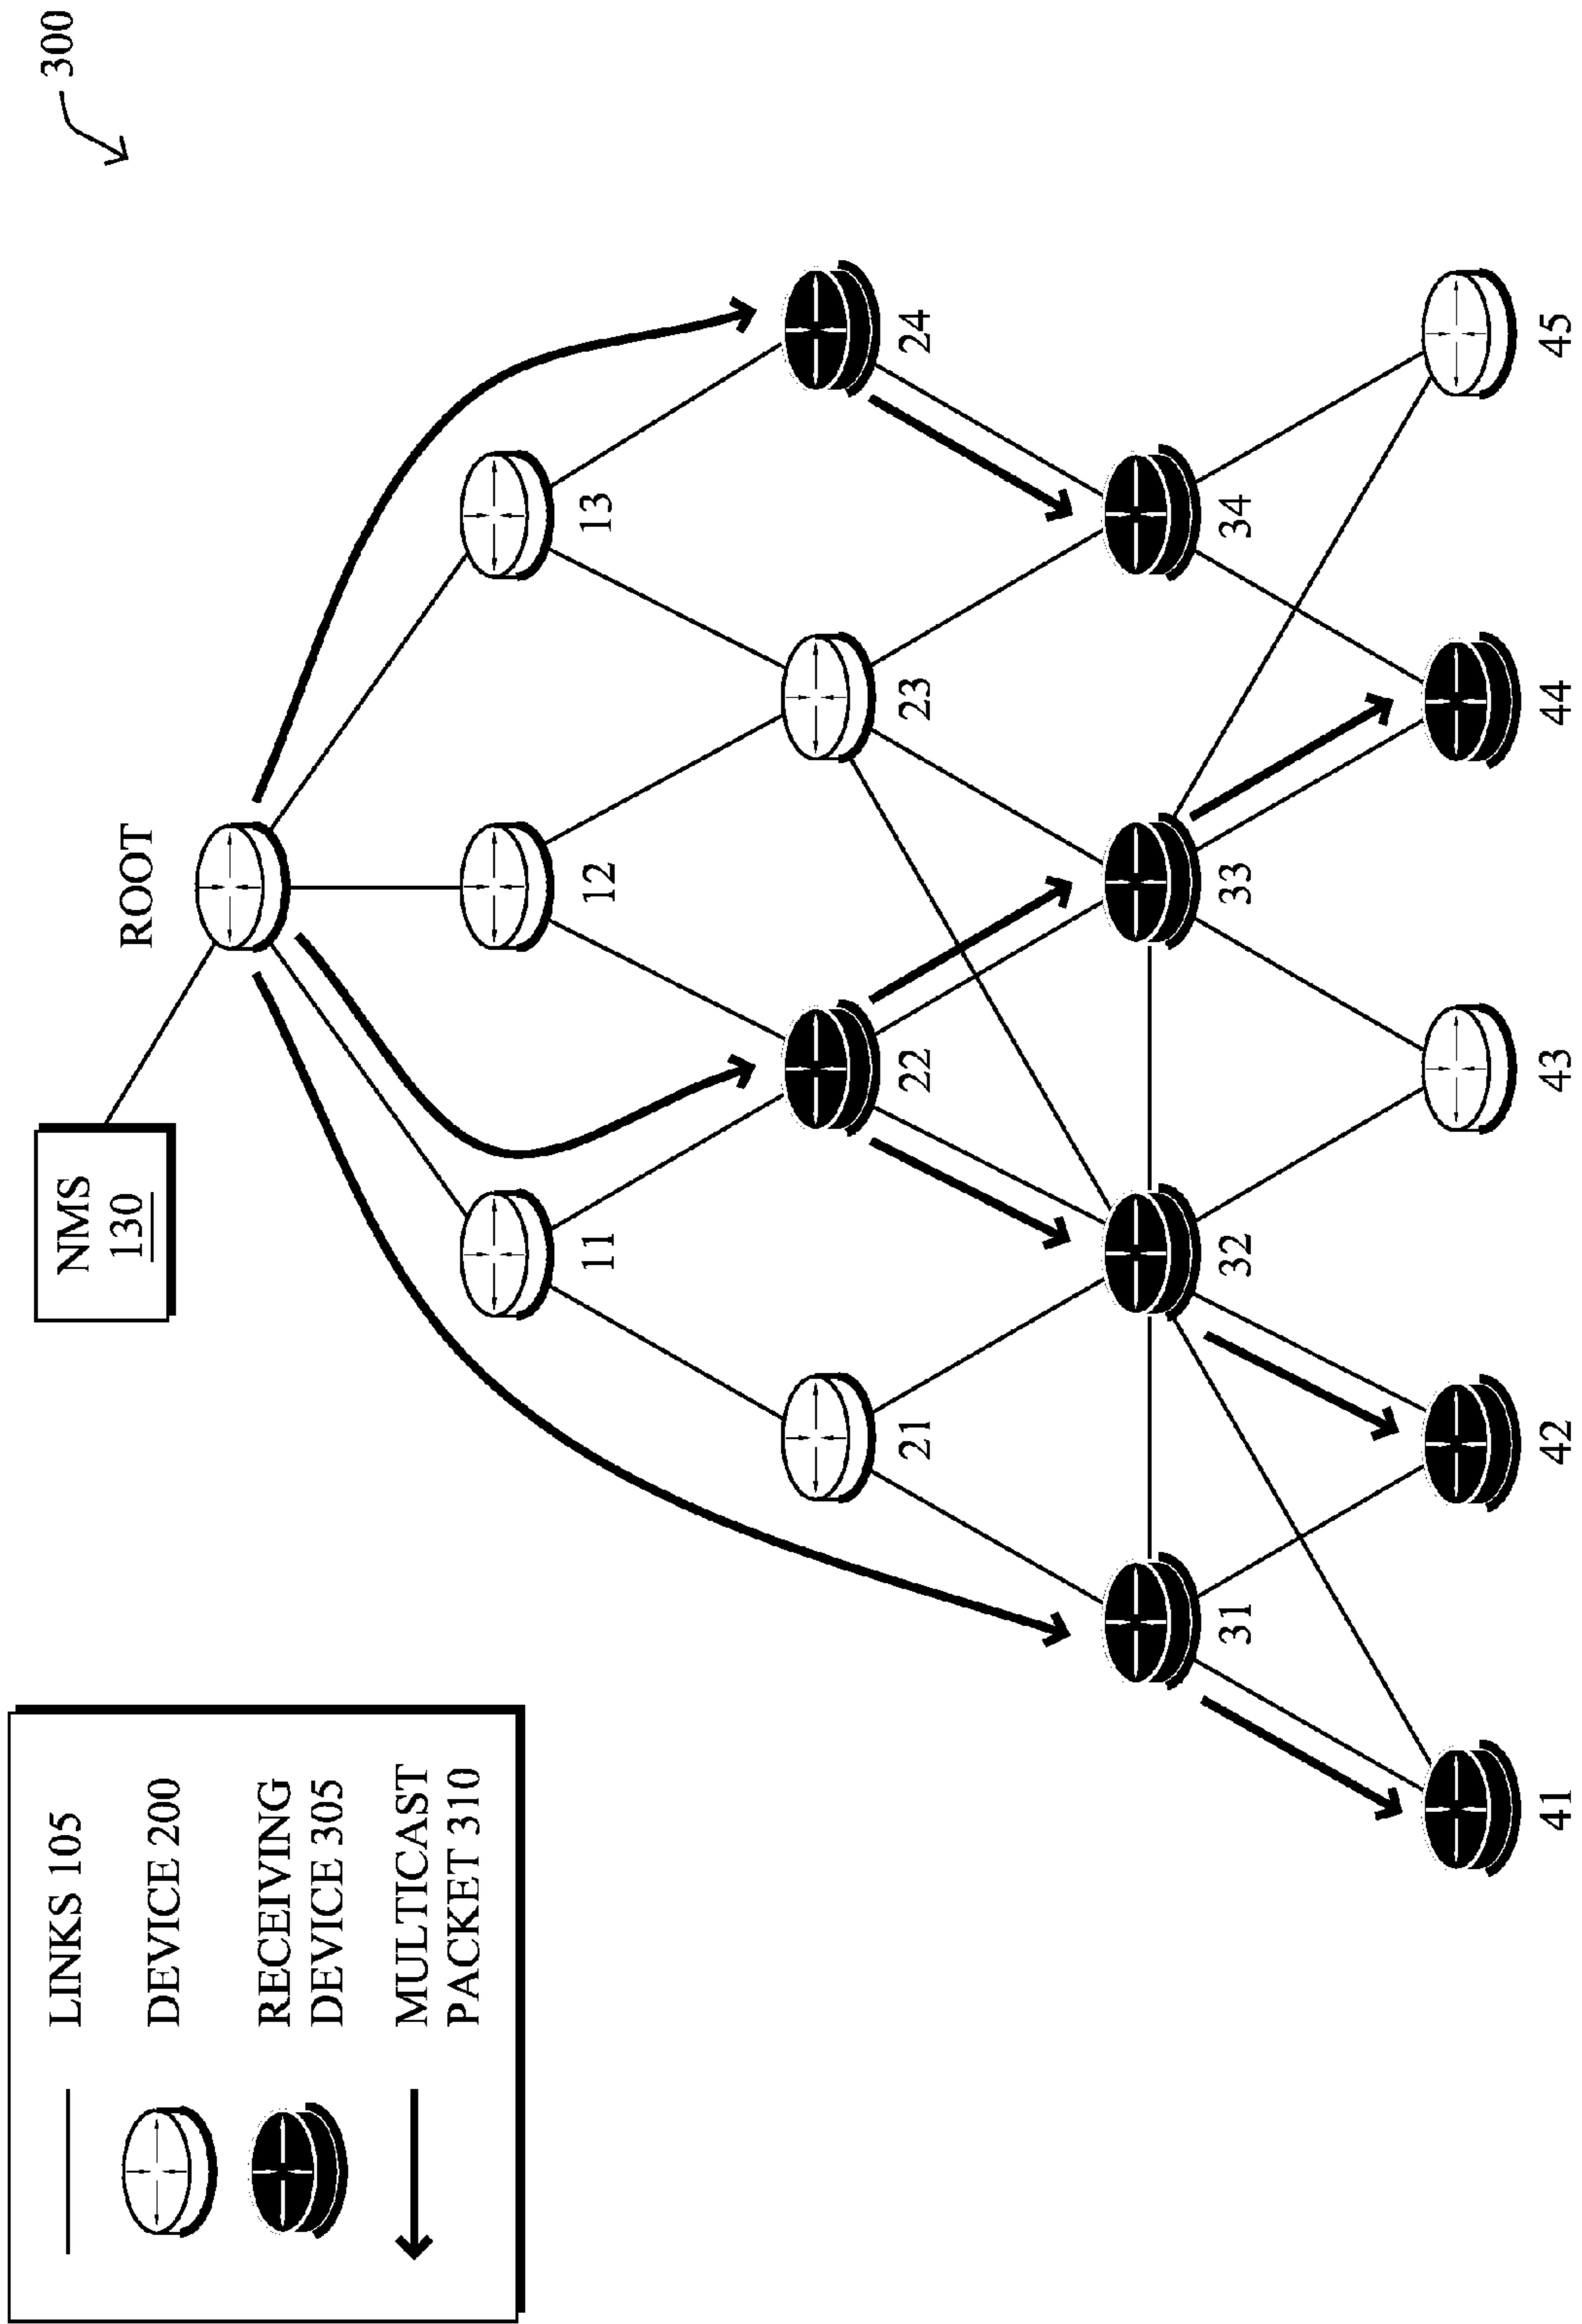 300
LINKS 105
DEVICE 200
RECEIVING
DEVICE 305
MULTICAST
PACKET 310
NMS
130
ROOT
11
12
13
21
22
23
24
31
32
33
34
41
42
43
44
45